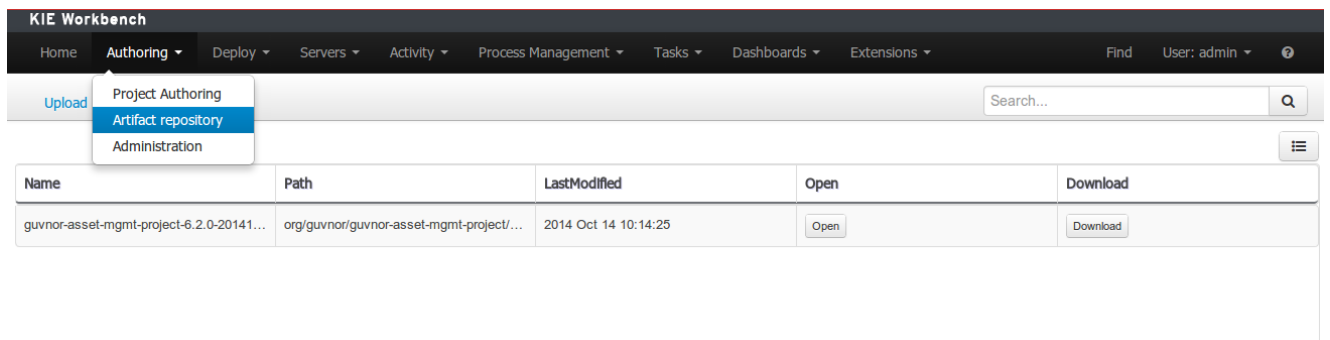 KIE Workbench
Home Authoring Deploy Servers Activity Process Management Tasks Dashboards Extensions Find User: admin
Upload
Project Authoring
Artifact repository
Administration
Search...
Name Path LastModified Open Download
guvnor-asset-mgmt-project-6.2.0-20141... org/guvnor/guvnor-asset-mgmt-project/... 2014 Oct 14 10:14:25 Open Download